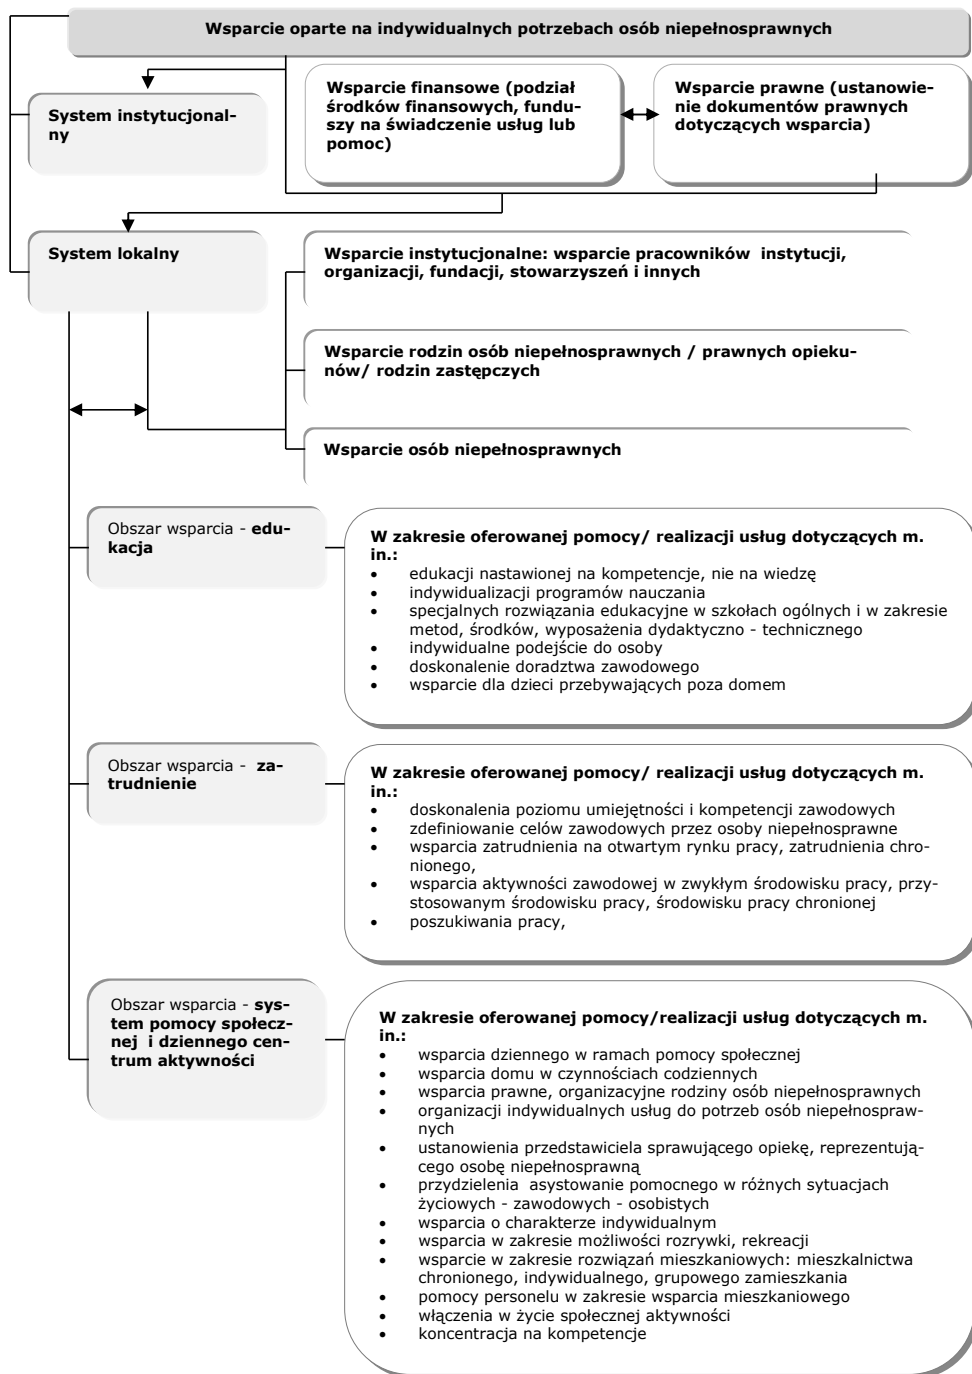 Wsparcie oparte na indywidualnych potrzebach osób niepełnosprawnych
System instytucjonal-
ny
Wsparcie finansowe (podział
środków finansowych, fundu-
szy na świadczenie usług lub
pomoc)
Wsparcie prawne (ustanowie-
nie dokumentów prawnych
dotyczących wsparcia)
System lokalny
Wsparcie instytucjonalne: wsparcie pracowników instytucji,
organizacji, fundacji, stowarzyszeń i innych
Wsparcie rodzin osób niepełnosprawnych / prawnych opieku-
nów/ rodzin zastępczych
Wsparcie osób niepełnosprawnych
Obszar wsparcia - edu-
kacja
W zakresie oferowanej pomocy/ realizacji usług dotyczących m.
in.:
• edukacji nastawionej na kompetencje, nie na wiedzę
• indywidualizacji programów nauczania
• specjalnych rozwiązania edukacyjne w szkołach ogólnych i w zakresie
metod, środków, wyposażenia dydaktyczno - technicznego
• indywidualne podejście do osoby
• doskonalenie doradztwa zawodowego
• wsparcie dla dzieci przebywających poza domem
Obszar wsparcia - za-
trudnienie
W zakresie oferowanej pomocy/ realizacji usług dotyczących m.
in.:
• doskonalenia poziomu umiejętności i kompetencji zawodowych
• zdefiniowanie celów zawodowych przez osoby niepełnosprawne
• wsparcia zatrudnienia na otwartym rynku pracy, zatrudnienia chro-
nionego,
• wsparcia aktywności zawodowej w zwykłym środowisku pracy, przy-
stosowanym środowisku pracy, środowisku pracy chronionej
• poszukiwania pracy,
Obszar wsparcia - sys-
tem pomocy społecz-
nej i dziennego cen-
trum aktywności
W zakresie oferowanej pomocy/realizacji usług dotyczących m.
in.:
• wsparcia dziennego w ramach pomocy społecznej
• wsparcia domu w czynnościach codziennych
• wsparcia prawne, organizacyjne rodziny osób niepełnosprawnych
• organizacji indywidualnych usług do potrzeb osób niepełnospraw-
nych
• ustanowienia przedstawiciela sprawującego opiekę, reprezentują-
cego osobę niepełnosprawną
• przydzielenia asystowanie pomocnego w różnych sytuacjach
życiowych - zawodowych - osobistych
• wsparcia o charakterze indywidualnym
• wsparcia w zakresie możliwości rozrywki, rekreacji
• wsparcie w zakresie rozwiązań mieszkaniowych: mieszkalnictwa
chronionego, indywidualnego, grupowego zamieszkania
• pomocy personelu w zakresie wsparcia mieszkaniowego
• włączenia w życie społecznej aktywności
• koncentracja na kompetencje